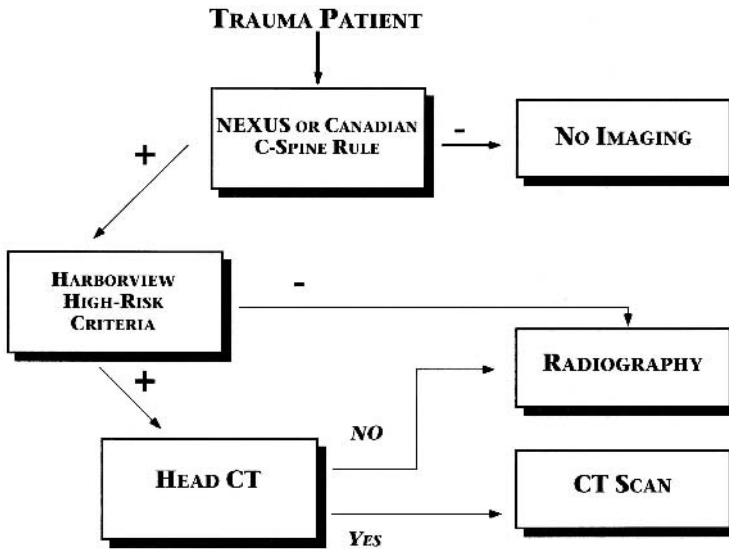 TRAUMA PATIENT
NEXUS OR CANADIAN
C-SPINE RULE
-
NO IMAGING
+
HARBORVIEW
HIGH-RISK
CRITERIA
-
RADIOGRAPHY
+
NO
HEAD CT
CT SCAN
YES